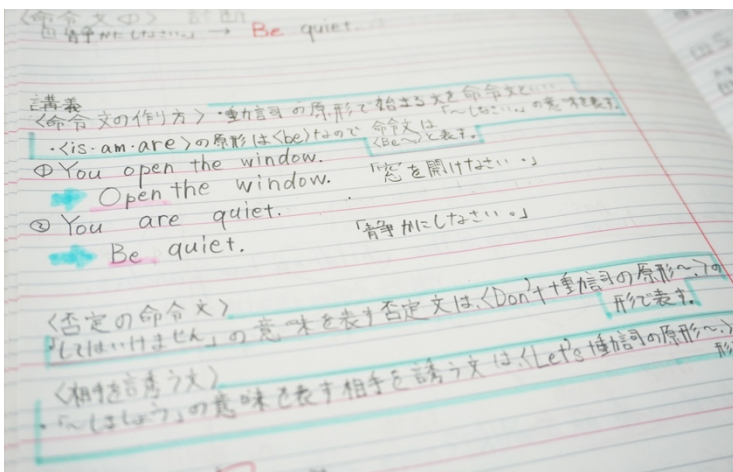 〈命令文の〉 診断
「静かにしなさい。」 → Be quiet.
講義
〈命令文の作り方〉・動詞の原形で始まる文を命令文といい、
「〜しなさい。」の意味を表す。
・〈is・am・are〉の原形は〈be〉なので 命令文は
〈Be〜〉と表す。
① You open the window.
Open the window. 「窓を開けなさい。」
② You are quiet.
Be quiet. 「静かにしなさい。」
〈否定の命令文〉
「してはいけません」の意味を表す否定文は、〈Don't+動詞の原形〜.〉の
形で表す。
〈相手を誘う文〉
・「〜しましょう」の意味で表す相手を誘う文は、〈Let's 動詞の原形〜.〉
形